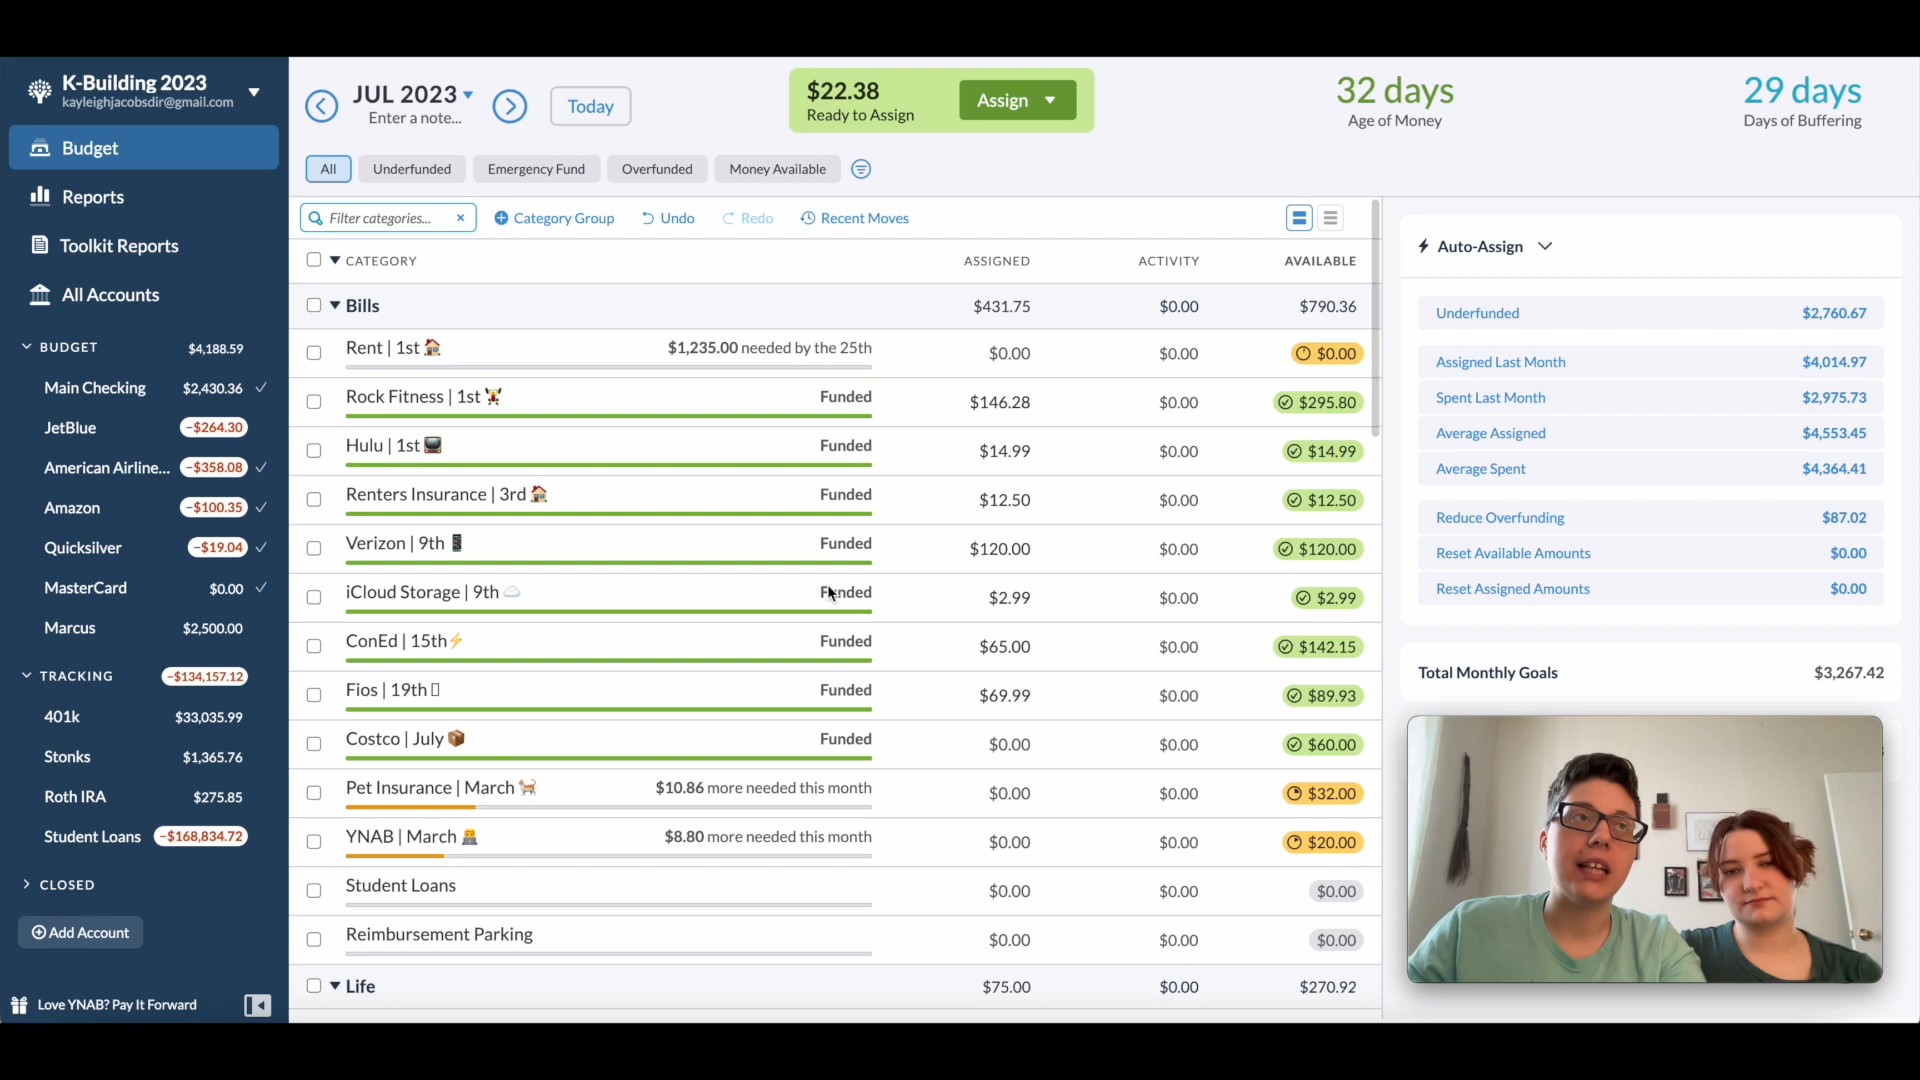 K-Building 2023
kayleighjacobsdir@gmail.com
Budget
Reports
Toolkit Reports
All Accounts
BUDGET $4,188.59
Main Checking $2,430.36
JetBlue -$264.30
American Airline... -$358.08
Amazon -$100.35
Quicksilver -$19.04
MasterCard $0.00
Marcus $2,500.00
TRACKING -$134,157.12
401k $33,035.99
Stonks $1,365.76
Roth IRA $275.85
Student Loans -$168,834.72
CLOSED
Add Account
Love YNAB? Pay It Forward
JUL 2023
Enter a note...
Today
$22.38
Ready to Assign
Assign
32 days
Age of Money
29 days
Days of Buffering
All Underfunded Emergency Fund Overfunded Money Available
Filter categories... Category Group Undo Redo Recent Moves
CATEGORY ASSIGNED ACTIVITY AVAILABLE
Bills $431.75 $0.00 $790.36
Rent | 1st $1,235.00 needed by the 25th $0.00 $0.00 $0.00
Rock Fitness | 1st Funded $146.28 $0.00 $295.80
Hulu | 1st Funded $14.99 $0.00 $14.99
Renters Insurance | 3rd Funded $12.50 $0.00 $12.50
Verizon | 9th Funded $120.00 $0.00 $120.00
iCloud Storage | 9th Funded $2.99 $0.00 $2.99
ConEd | 15th Funded $65.00 $0.00 $142.15
Fios | 19th Funded $69.99 $0.00 $89.93
Costco | July Funded $0.00 $0.00 $60.00
Pet Insurance | March $10.86 more needed this month $0.00 $0.00 $32.00
YNAB | March $8.80 more needed this month $0.00 $0.00 $20.00
Student Loans $0.00 $0.00 $0.00
Reimbursement Parking $0.00 $0.00 $0.00
Life $75.00 $0.00 $270.92
Auto-Assign
Underfunded $2,760.67
Assigned Last Month $4,014.97
Spent Last Month $2,975.73
Average Assigned $4,553.45
Average Spent $4,364.41
Reduce Overfunding $87.02
Reset Available Amounts $0.00
Reset Assigned Amounts $0.00
Total Monthly Goals $3,267.42